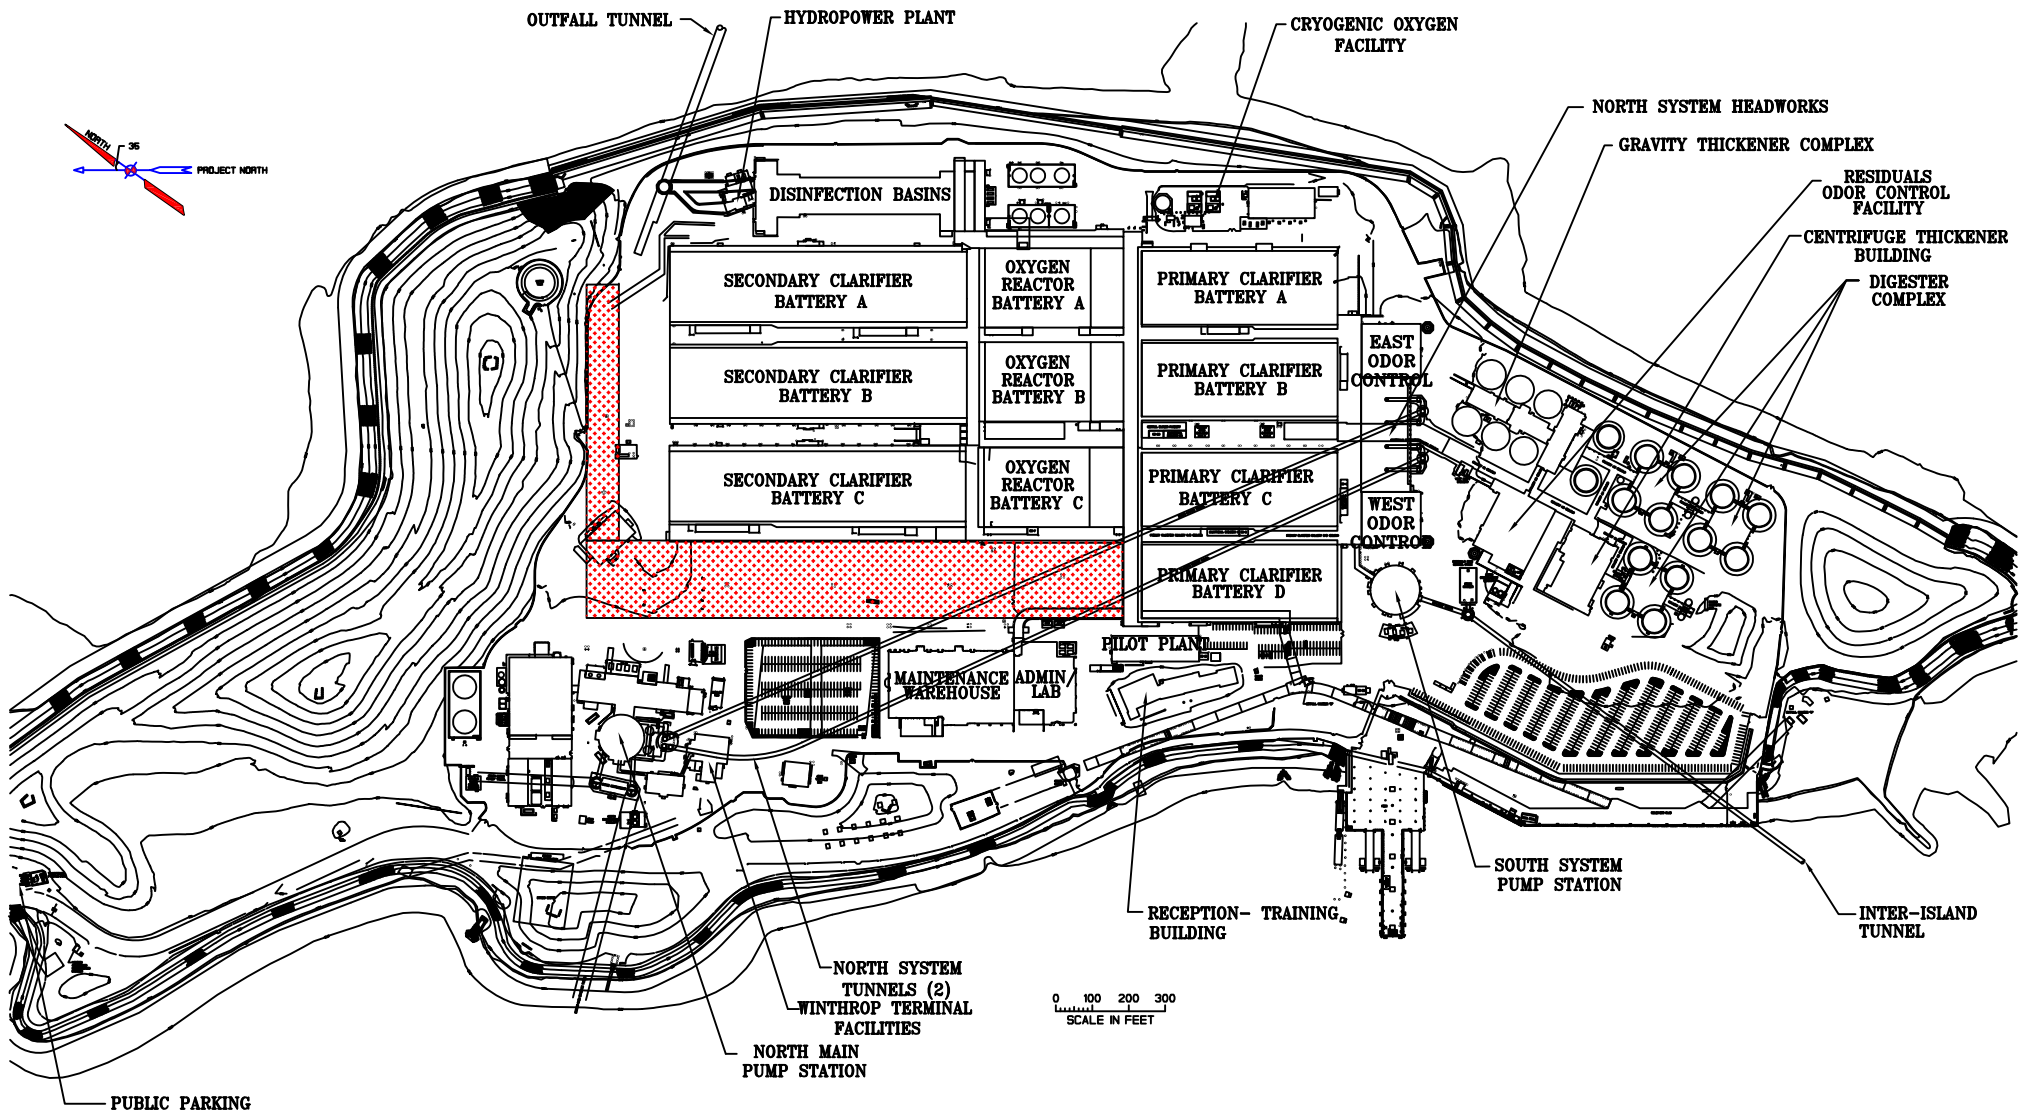 OUTFALL TUNNEL
HYDROPOWER PLANT
CRYOGENIC OXYGEN
FACILITY
NORTH SYSTEM HEADWORKS
GRAVITY THICKENER COMPLEX
RESIDUALS
ODOR CONTROL
FACILITY
CENTRIFUGE THICKENER
BUILDING
DIGESTER
COMPLEX
NORTH
36
PROJECT NORTH
DISINFECTION BASINS
SECONDARY CLARIFIER
BATTERY A
OXYGEN
REACTOR
BATTERY A
PRIMARY CLARIFIER
BATTERY A
SECONDARY CLARIFIER
BATTERY B
OXYGEN
REACTOR
BATTERY B
PRIMARY CLARIFIER
BATTERY B
EAST
ODOR
CONTROL
SECONDARY CLARIFIER
BATTERY C
OXYGEN
REACTOR
BATTERY C
PRIMARY CLARIFIER
BATTERY C
WEST
ODOR
CONTROL
PRIMARY CLARIFIER
BATTERY D
PILOT PLANT
MAINTENANCE
WAREHOUSE
ADMIN/
LAB
SOUTH SYSTEM
PUMP STATION
RECEPTION- TRAINING
BUILDING
INTER-ISLAND
TUNNEL
NORTH SYSTEM
TUNNELS (2)
WINTHROP TERMINAL
FACILITIES
NORTH MAIN
PUMP STATION
0 100 200 300
SCALE IN FEET
PUBLIC PARKING